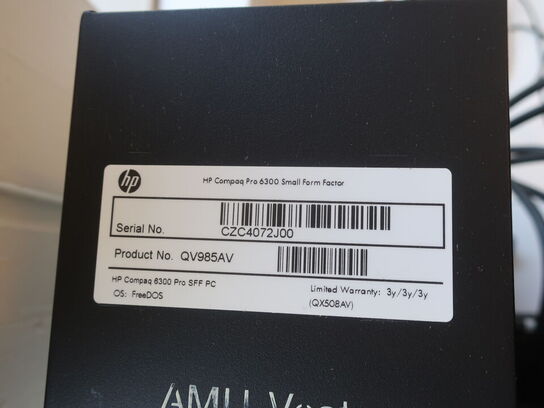 hp
HP Compaq Pro 6300 Small Form Factor
Serial No.
CZC4072J00
Product No. QV985AV
HP Compaq 6300 Pro SFF PC
Limited Warranty: 3y/3y/3y
OS: FreeDOS
(QX508AV)
AMU